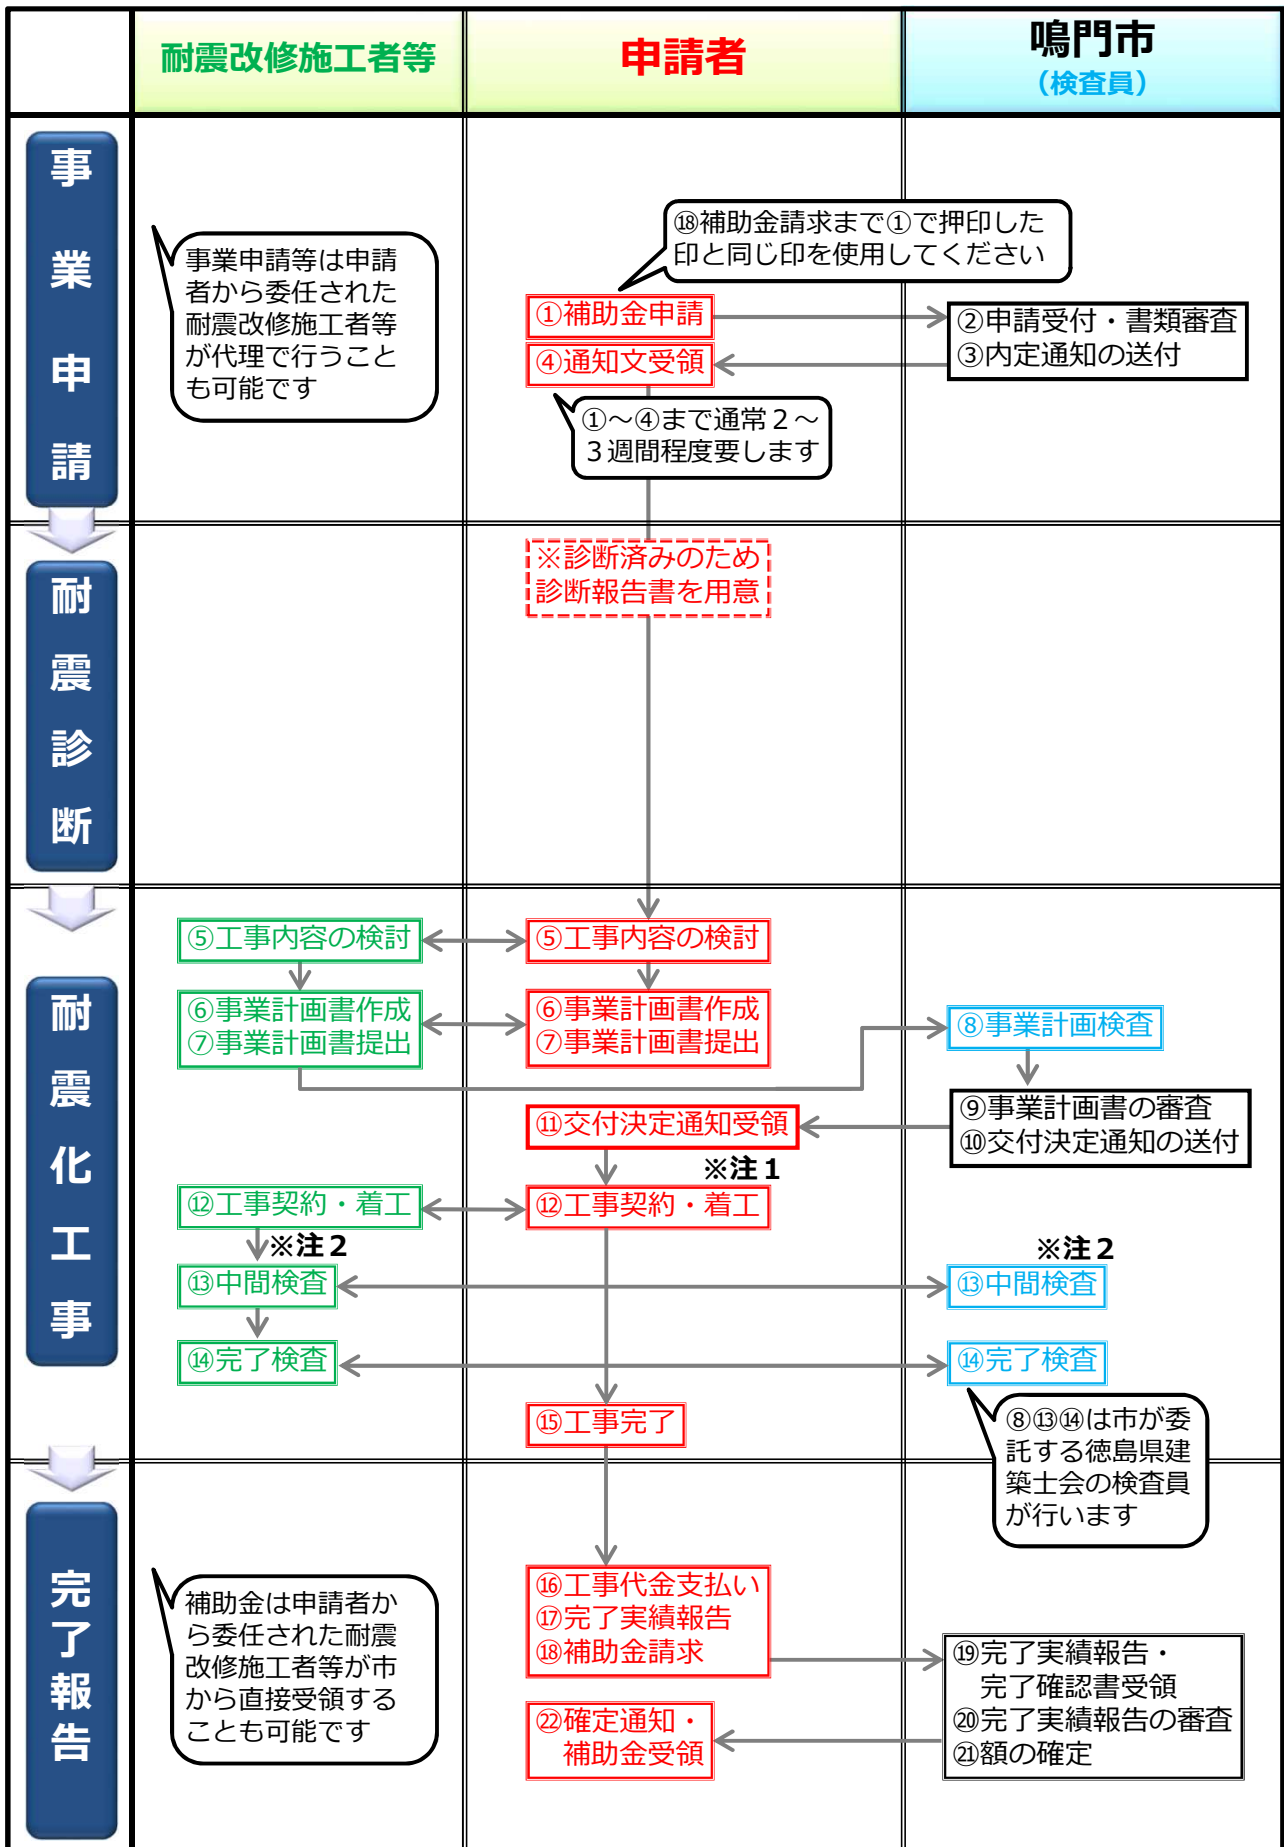 耐震改修施工者等
申請者
鳴門市
（検査員）
事業申請
事業申請等は申請
者から委任された
耐震改修施工者等
が代理で行うこと
も可能です
⑱補助金請求まで①で押印した
印と同じ印を使用してください
①補助金申請
②申請受付・書類審査
③内定通知の送付
④通知文受領
①～④まで通常２～
３週間程度要します
耐震診断
※診断済みのため
診断報告書を用意
耐震化工事
⑤工事内容の検討
⑤工事内容の検討
⑥事業計画書作成
⑦事業計画書提出
⑥事業計画書作成
⑦事業計画書提出
⑧事業計画検査
⑨事業計画書の審査
⑩交付決定通知の送付
⑪交付決定通知受領
※注１
⑫工事契約・着工
⑫工事契約・着工
※注２
※注２
⑬中間検査
⑬中間検査
⑭完了検査
⑭完了検査
⑮工事完了
⑧⑬⑭は市が委
託する徳島県建
築士会の検査員
が行います
完了報告
補助金は申請者か
ら委任された耐震
改修施工者等が市
から直接受領する
ことも可能です
⑯工事代金支払い
⑰完了実績報告
⑱補助金請求
⑲完了実績報告・
完了確認書受領
⑳完了実績報告の審査
㉑額の確定
㉒確定通知・
補助金受領